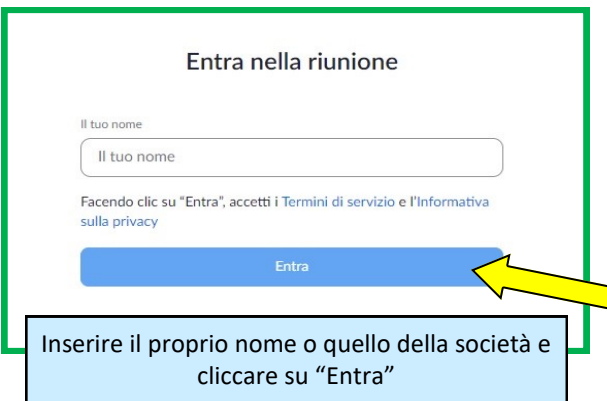 Entra nella riunione
Il tuo nome
Il tuo nome
Facendo clic su “Entra”, accetti i Termini di servizio e l’Informativa
sulla privacy
Entra
Inserire il proprio nome o quello della società e
cliccare su “Entra”